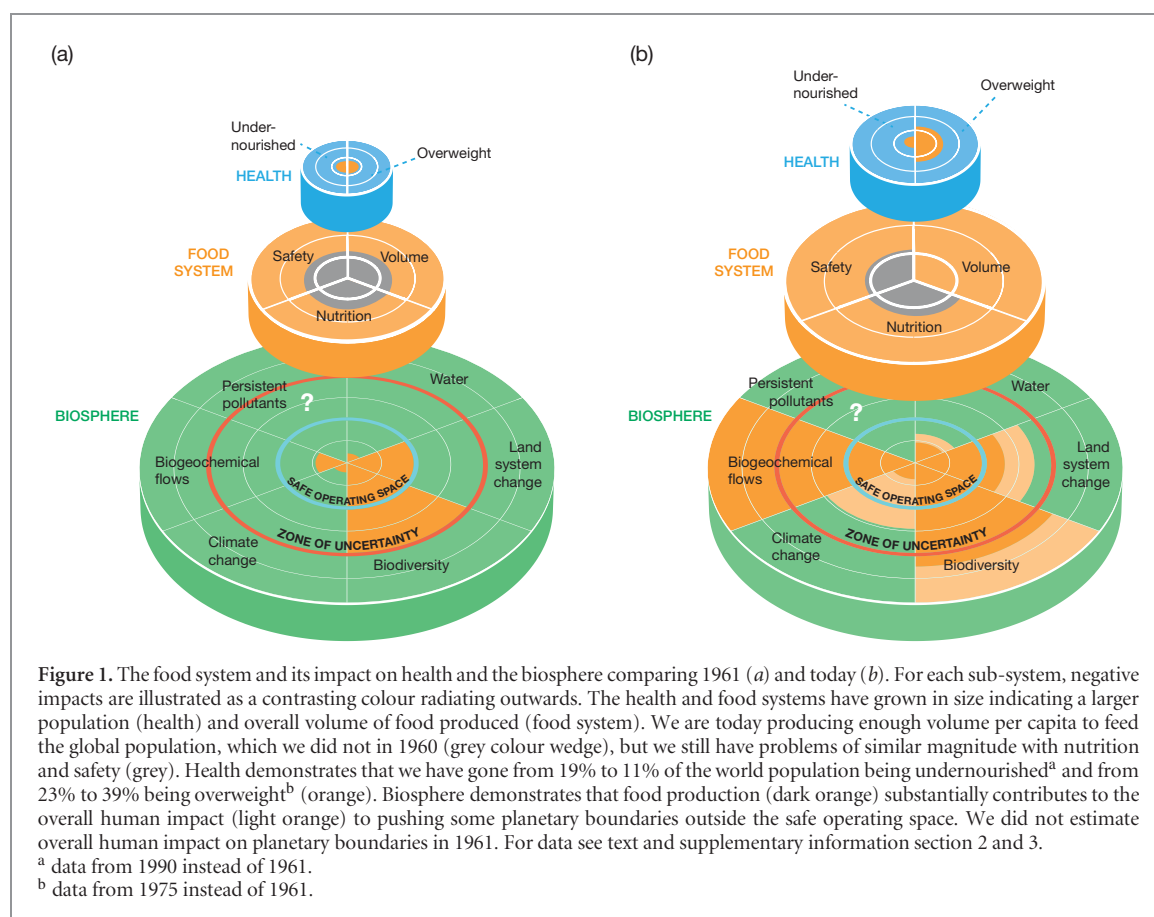 (a)
Under-
nourished
Overweight
HEALTH
FOOD
SYSTEM
Safety
Volume
Nutrition
BIOSPHERE
Persistent
pollutants
?
Water
Biogeochemical
flows
Land
system
change
SAFE OPERATING SPACE
ZONE OF UNCERTAINTY
Climate
change
Biodiversity
(b)
Under-
nourished
Overweight
HEALTH
FOOD
SYSTEM
Safety
Volume
Nutrition
BIOSPHERE
Persistent
pollutants
?
Water
Biogeochemical
flows
Land
system
change
SAFE OPERATING SPACE
ZONE OF UNCERTAINTY
Climate
change
Biodiversity
Figure 1. The food system and its impact on health and the biosphere comparing 1961 (a) and today (b). For each sub-system, negative
impacts are illustrated as a contrasting colour radiating outwards. The health and food systems have grown in size indicating a larger
population (health) and overall volume of food produced (food system). We are today producing enough volume per capita to feed
the global population, which we did not in 1960 (grey colour wedge), but we still have problems of similar magnitude with nutrition
and safety (grey). Health demonstrates that we have gone from 19% to 11% of the world population being undernourished<sup>a</sup> and from
23% to 39% being overweight<sup>b</sup> (orange). Biosphere demonstrates that food production (dark orange) substantially contributes to the
overall human impact (light orange) to pushing some planetary boundaries outside the safe operating space. We did not estimate
overall human impact on planetary boundaries in 1961. For data see text and supplementary information section 2 and 3.
<sup>a</sup> data from 1990 instead of 1961.
<sup>b</sup> data from 1975 instead of 1961.